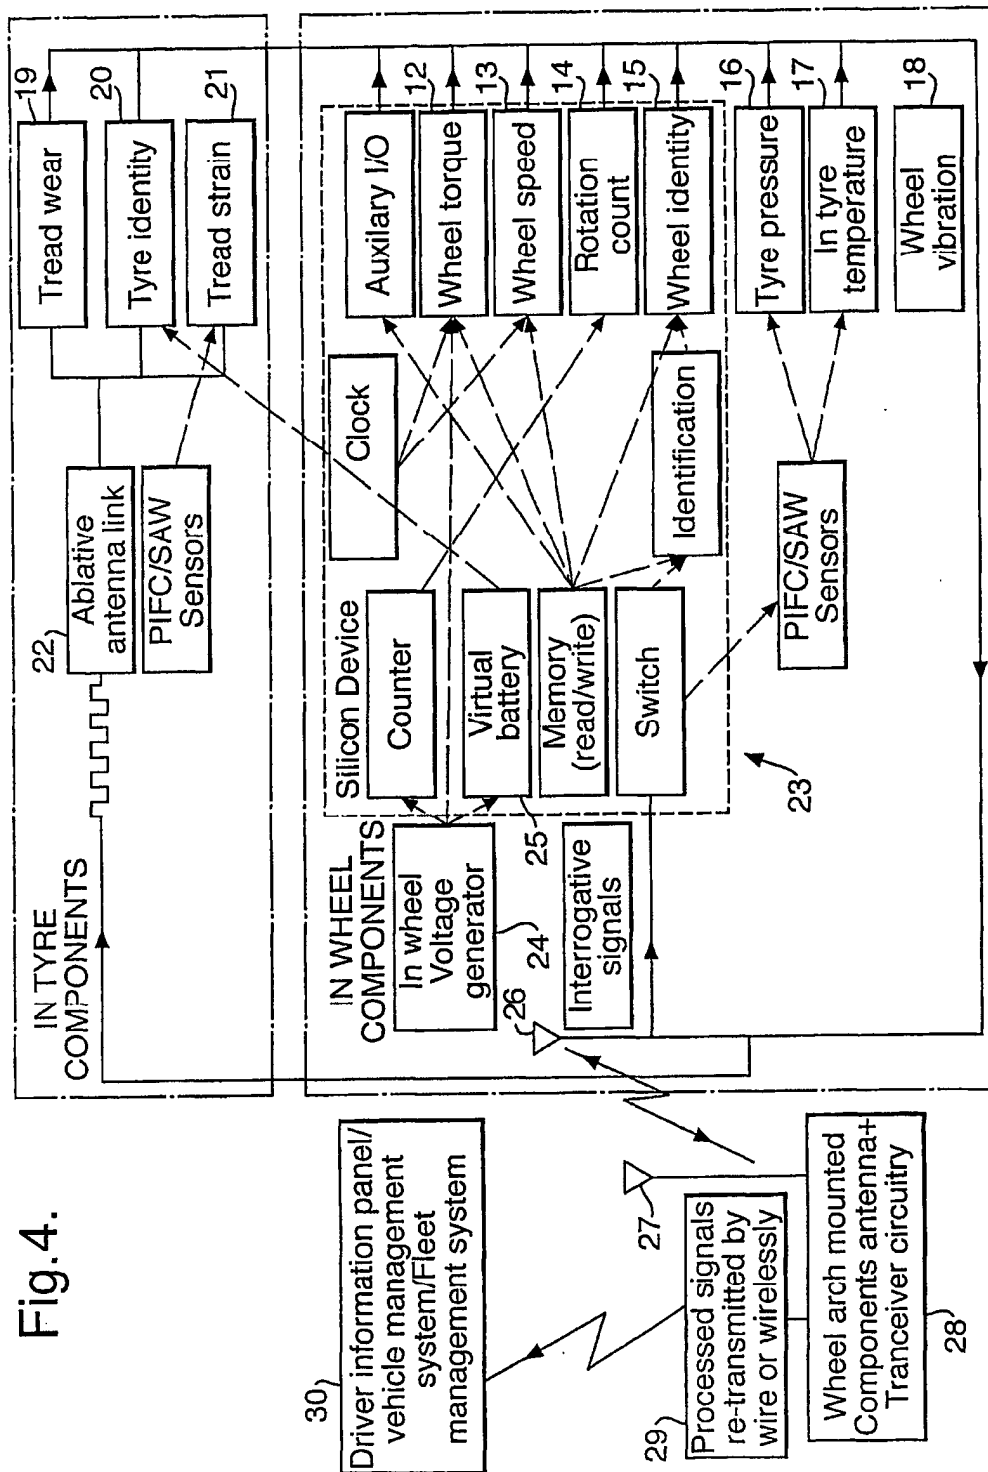 Fig.4.
IN TYRE
COMPONENTS
22
Ablative
antenna link
PIFC/SAW
Sensors
19
Tread wear
20
Tyre identity
21
Tread strain
IN WHEEL
COMPONENTS
In wheel
Voltage
generator
24
Interrogative
signals
26
Silicon Device
Counter
Virtual
battery
25
Memory
(read/write)
Switch
Clock
Identification
Auxilary I/O
12
Wheel torque
13
Wheel speed
14
Rotation
count
15
Wheel identity
16
Tyre pressure
17
In tyre
temperature
18
Wheel
vibration
PIFC/SAW
Sensors
23
30
Driver information panel/
vehicle management
system/Fleet
management system
27
29
Processed signals
re-transmitted by
wire or wirelessly
Wheel arch mounted
Components antenna+
Tranceiver circuitry
28